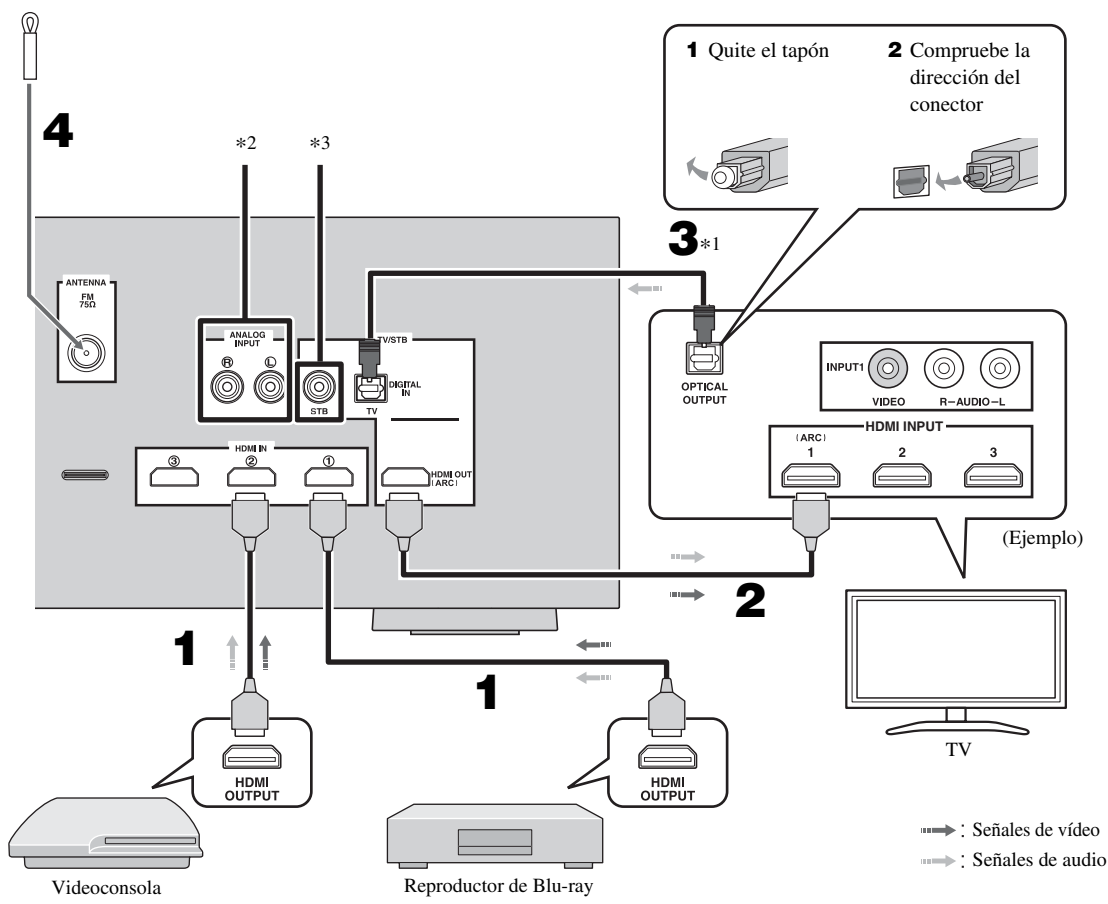 1 Quite el tapón
2 Compruebe la
dirección del
conector
4
*2
*3
3*1
ANTENNA
FM
75Ω
ANALOG
INPUT
R
L
STB
TV/STB
DIGITAL
IN
TV
HDMI IN
3
2
1
HDMI OUT
(ARC)
OPTICAL
OUTPUT
INPUT1
VIDEO
R–AUDIO–L
HDMI INPUT
(ARC)
1
2
3
(Ejemplo)
2
1
1
HDMI
OUTPUT
HDMI
OUTPUT
TV
Videoconsola
Reproductor de Blu-ray
: Señales de vídeo
: Señales de audio